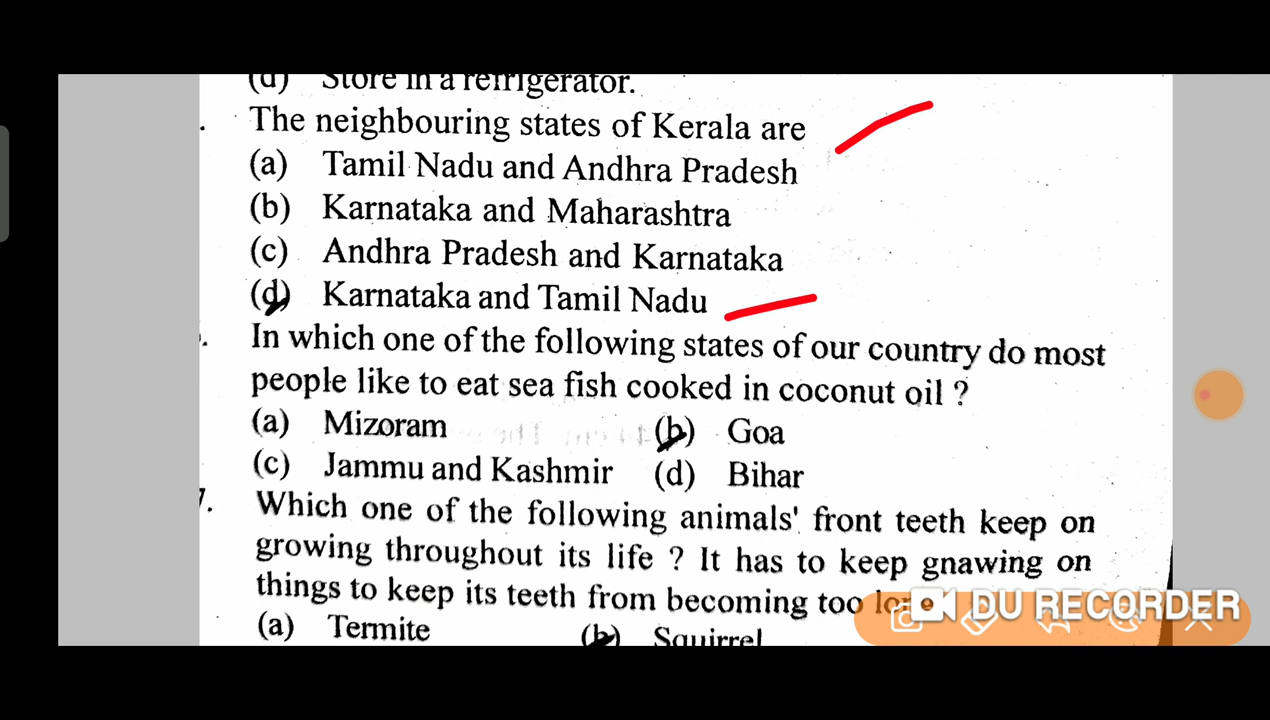 (d) Store in a refrigerator.
. The neighbouring states of Kerala are
(a) Tamil Nadu and Andhra Pradesh
(b) Karnataka and Maharashtra
(c) Andhra Pradesh and Karnataka
(d) Karnataka and Tamil Nadu
. In which one of the following states of our country do most
people like to eat sea fish cooked in coconut oil ?
(a) Mizoram (b) Goa
(c) Jammu and Kashmir (d) Bihar
7. Which one of the following animals' front teeth keep on
growing throughout its life ? It has to keep gnawing on
things to keep its teeth from becoming too long
DU RECORDER
(a) Termite (b) Squirrel